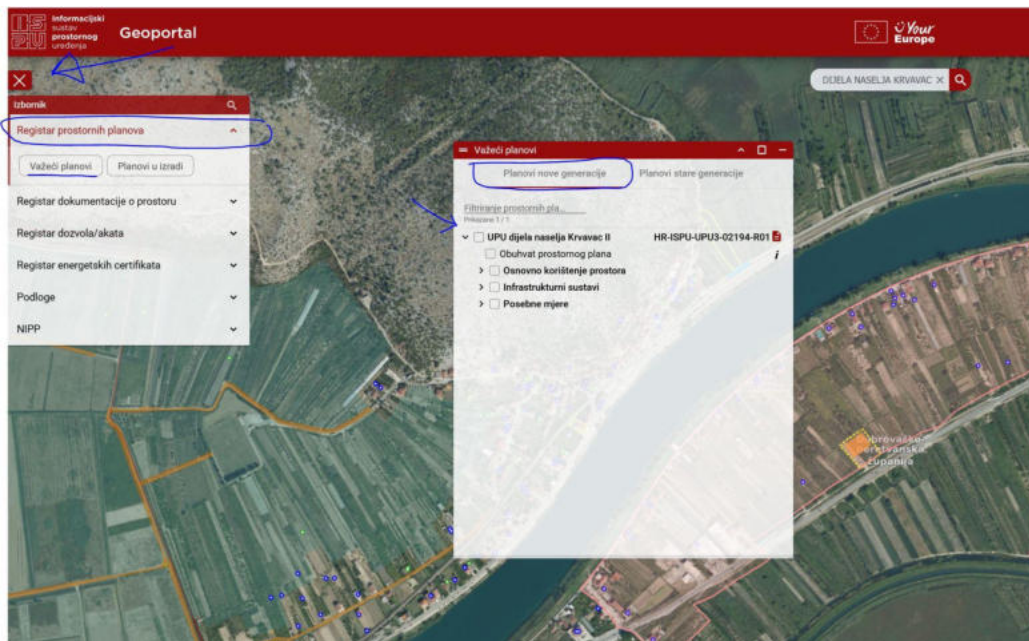 Informacijski
sustav
prostornog
uređenja
Geoportal
Your
Europe
DIJELA NASELJA KRVAVAC
Izbornik
Registar prostornih planova
Važeći planovi
Planovi u izradi
Registar dokumentacije o prostoru
Registar dozvola/akata
Registar energetskih certifikata
Podloge
NIPP
Važeći planovi
Planovi nove generacije
Planovi stare generacije
Filtriranje prostornih pla...
Prikazano 1 / 1
UPU dijela naselja Krvavac II HR-ISPU-UPU3-02194-R01
Obuhvat prostornog plana
Osnovno korištenje prostora
Infrastrukturni sustavi
Posebne mjere
Dubrovačko
neretvanska
županija